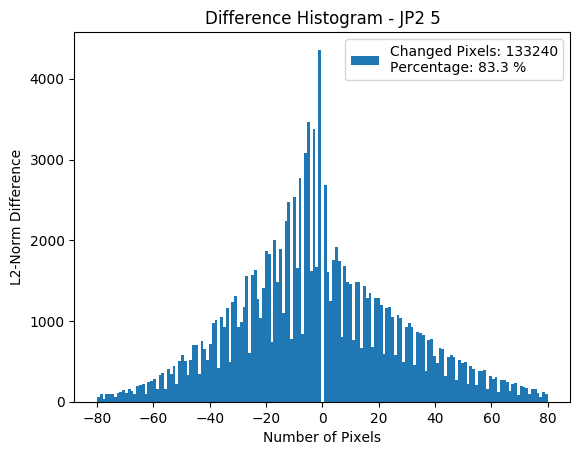 Difference Histogram - JP2 5
Changed Pixels: 133240
Percentage: 83.3 %
L2-Norm Difference
4000
3000
2000
1000
0
−80
−60
−40
−20
0
20
40
60
80
Number of Pixels